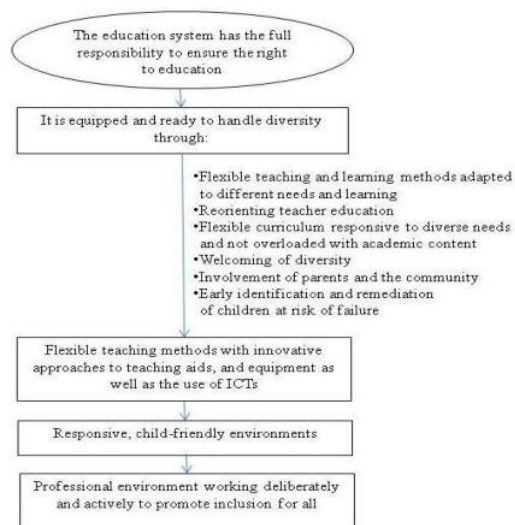 The education system has the full
responsibility to ensure the right
to education
It is equipped and ready to handle diversity
through:
•Flexible teaching and learning methods adapted
to different needs and learning
•Reorienting teacher education
•Flexible curriculum responsive to diverse needs
and not overloaded with academic content
•Welcoming of diversity
•Involvement of parents and the community
•Early identification and remediation
of children at risk of failure
Flexible teaching methods with innovative
approaches to teaching aids, and equipment as
well as the use of ICTs
Responsive, child-friendly environments
Professional environment working deliberately
and actively to promote inclusion for all